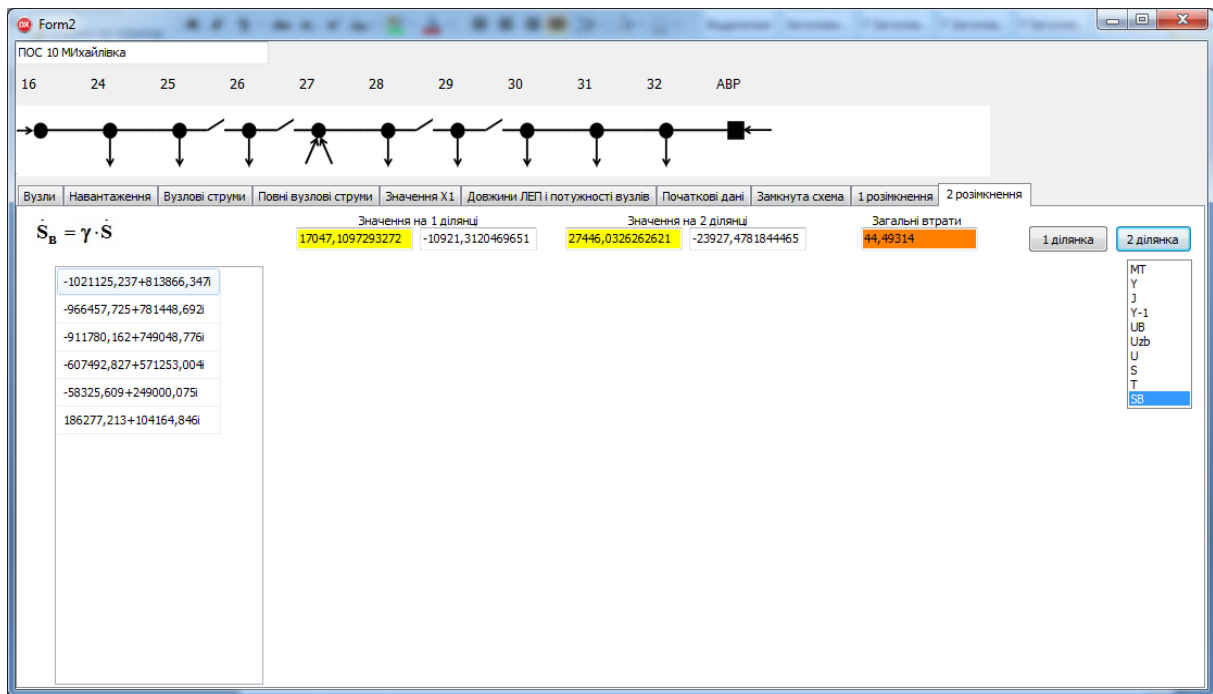 Form2
ПОС 10 МИхайлівка
16 24 25 26 27 28 29 30 31 32 АВР
Вузли Навантаження Вузлові струми Повні вузлові струми Значення Х1 Довжини ЛЕП і потужності вузлів Початкові дані Замкнута схема 1 розімкнення 2 розімкнення
Значення на 1 ділянці Значення на 2 ділянці Загальні втрати
Ṡ_В = γ · Ṡ 17047,1097293272 -10921,3120469651 27446,0326262621 -23927,4781844465 44,49314 1 ділянка 2 ділянка
-1021125,237+813866,347i
-966457,725+781448,692i
-911780,162+749048,776i
-607492,827+571253,004i
-58325,609+249000,075i
186277,213+104164,846i
MT
Y
J
Y-1
UB
Uzb
U
S
T
SB